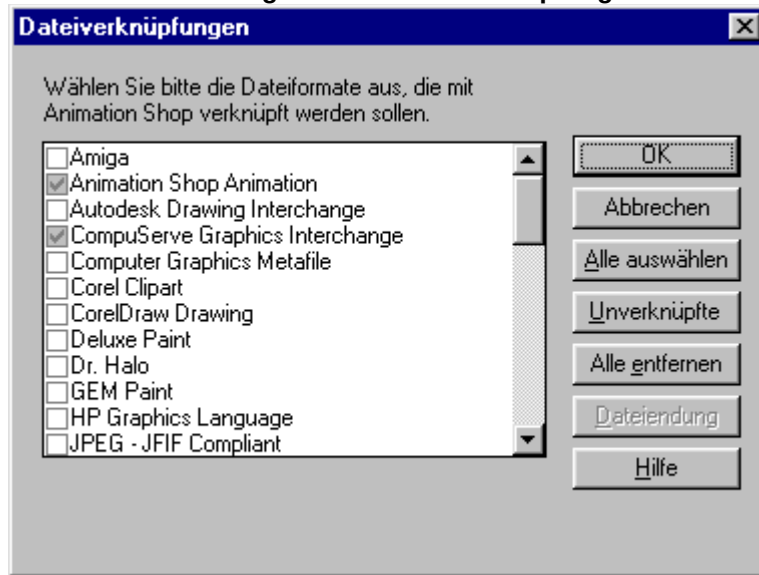 Dateiverknüpfungen
Wählen Sie bitte die Dateiformate aus, die mit
Animation Shop verknüpft werden sollen.
Amiga
Animation Shop Animation
Autodesk Drawing Interchange
CompuServe Graphics Interchange
Computer Graphics Metafile
Corel Clipart
CorelDraw Drawing
Deluxe Paint
Dr. Halo
GEM Paint
HP Graphics Language
JPEG - JFIF Compliant
OK
Abbrechen
Alle auswählen
Unverknüpfte
Alle entfernen
Dateiendung
Hilfe